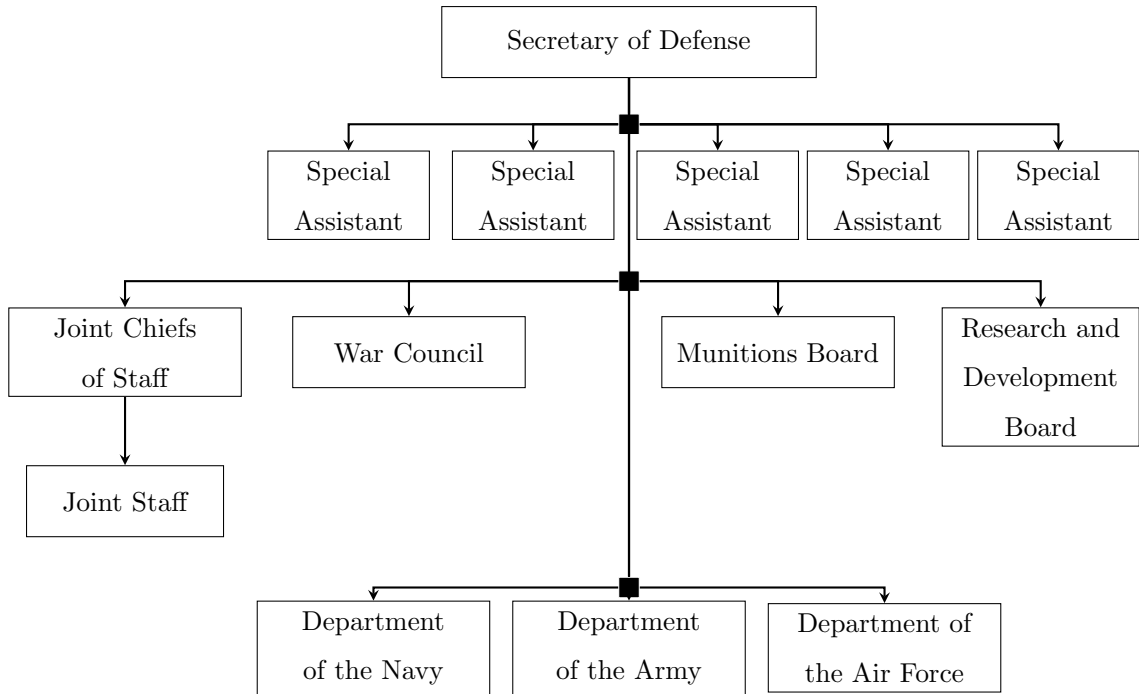 Secretary of Defense
Special
Assistant
Special
Assistant
Special
Assistant
Special
Assistant
Special
Assistant
Joint Chiefs
of Staff
War Council
Munitions Board
Research and
Development
Board
Joint Staff
Department
of the Navy
Department
of the Army
Department of
the Air Force